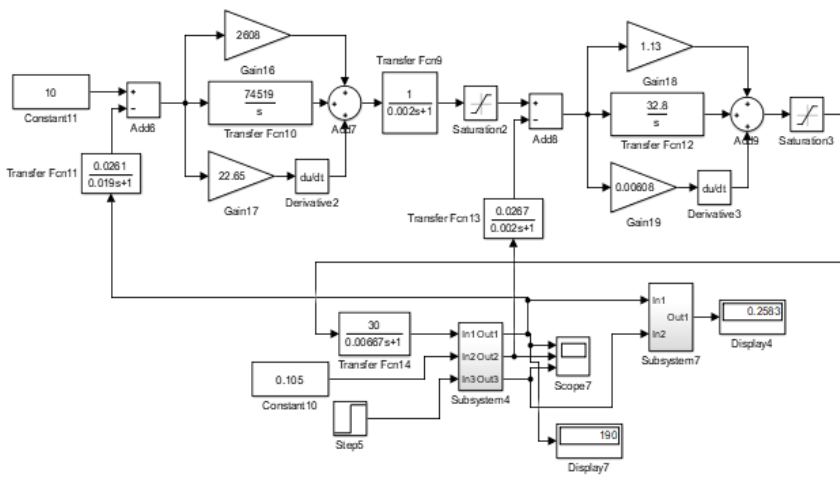 2608
Gain16
10
Constant11
+
−
Add6
74519
s
Transfer Fcn10
+
+
+
Add7
Transfer Fcn9
1
0.002s+1
Saturation2
+
−
Add8
1.13
Gain18
32.8
s
Transfer Fcn12
+
+
+
Add9
Saturation3
Transfer Fcn11
0.0261
0.019s+1
22.65
Gain17
du/dt
Derivative2
Transfer Fcn13
0.0267
0.002s+1
0.00608
Gain19
du/dt
Derivative3
30
0.00667s+1
Transfer Fcn14
0.105
Constant10
Step5
In1 Out1
In2 Out2
In3 Out3
Subsystem4
Scope7
In1
Out1
In2
Subsystem7
0.2583
Display4
190
Display7